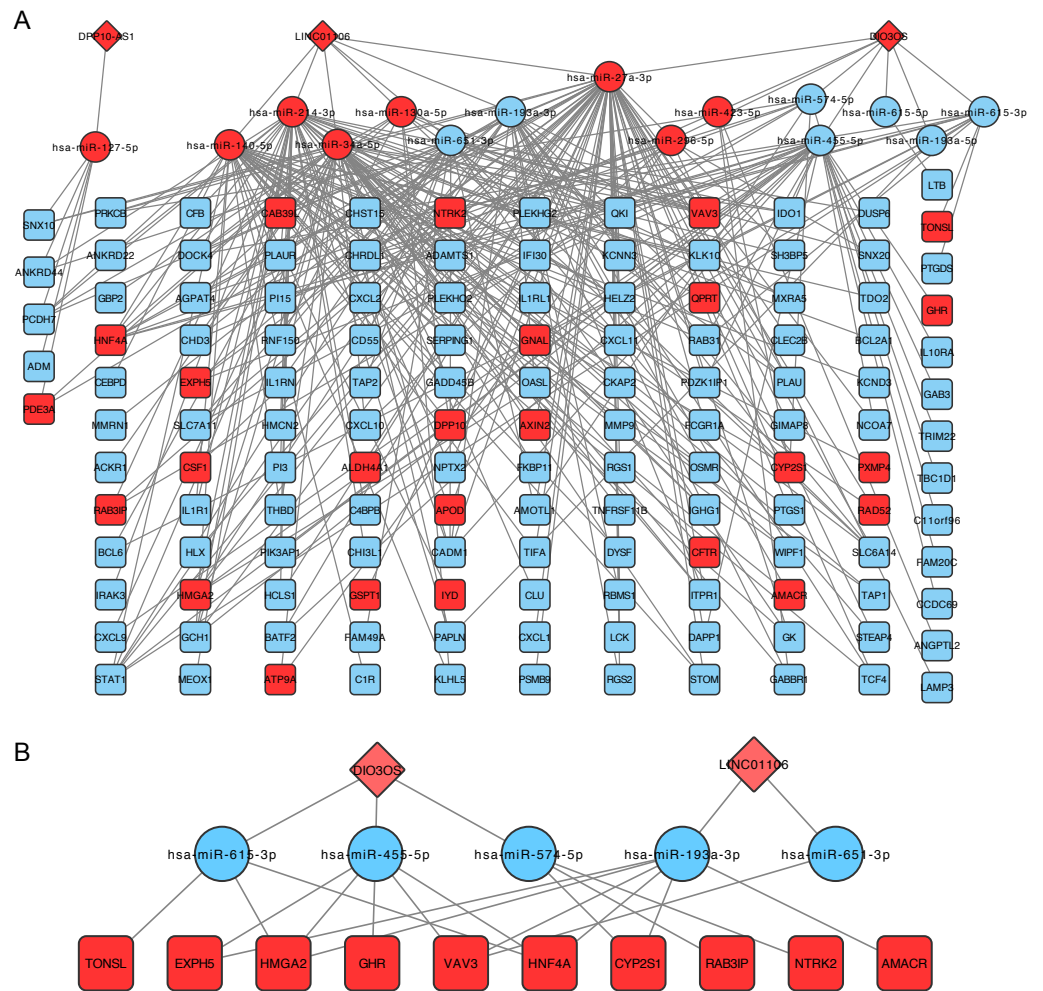 A
DPP10-AS1 LINC01106 DIO3OS
hsa-miR-27a-3p
hsa-miR-574-5p
hsa-miR-214-3p hsa-miR-130a-5p hsa-miR-193a-3p hsa-miR-423-5p hsa-miR-615-5p hsa-miR-615-3p
hsa-miR-127-5p hsa-miR-140-5p hsa-miR-34a-5p hsa-miR-651-3p hsa-miR-296-5p hsa-miR-455-5p hsa-miR-193a-5p
LTB
SNX10 PRKCB CFB CAB39L CHST15 NTRK2 PLEKHG2 QKI VAV3 IDO1 DUSP6 TONSL
ANKRD44 ANKRD22 DOCK4 PLAUR CHRDL1 ADAMTS1 IFI30 KCNN3 KLK10 SH3BP5 SNX20 PTGDS
PCDH7 GBP2 AGPAT4 PI15 CXCL2 PLEKHO2 IL1RL1 HELZ2 QPRT MXRA5 TDO2 GHR
ADM HNF4A CHD3 RNF150 CD55 SERPING1 GNAL CXCL11 RAB31 CLEC2B BCL2A1 IL10RA
PDE3A CEBPD EXPH5 IL1RN TAP2 GADD45B OASL CKAP2 PDZK1IP1 PLAU KCND3 GAB3
MMRN1 SLC7A11 HMCN2 CXCL10 DPP10 AXIN2 MMP9 FCGR1A GIMAP8 NCOA7 TRIM22
ACKR1 CSF1 PI3 ALDH4A1 NPTX2 FKBP11 RGS1 OSMR CYP2S1 PXMP4 TBC1D1
RAB3IP IL1R1 THBD C4BPB APOD AMOTL1 TNFRSF11B IGHG1 PTGS1 RAD52 C11orf96
BCL6 HLX PIK3AP1 CHI3L1 CADM1 TIFA DYSF CFTR WIPF1 SLC6A14 FAM20C
IRAK3 HMGA2 HCLS1 GSPT1 IYD CLU RBMS1 ITPR1 AMACR TAP1 CCDC69
CXCL9 GCH1 BATF2 FAM49A PAPLN CXCL1 LCK DAPP1 GK STEAP4 ANGPTL2
STAT1 MEOX1 ATP9A C1R KLHL5 PSMB9 RGS2 STOM GABBR1 TCF4 LAMP3
B
DIO3OS LINC01106
hsa-miR-615-3p hsa-miR-455-5p hsa-miR-574-5p hsa-miR-193a-3p hsa-miR-651-3p
TONSL EXPH5 HMGA2 GHR VAV3 HNF4A CYP2S1 RAB3IP NTRK2 AMACR